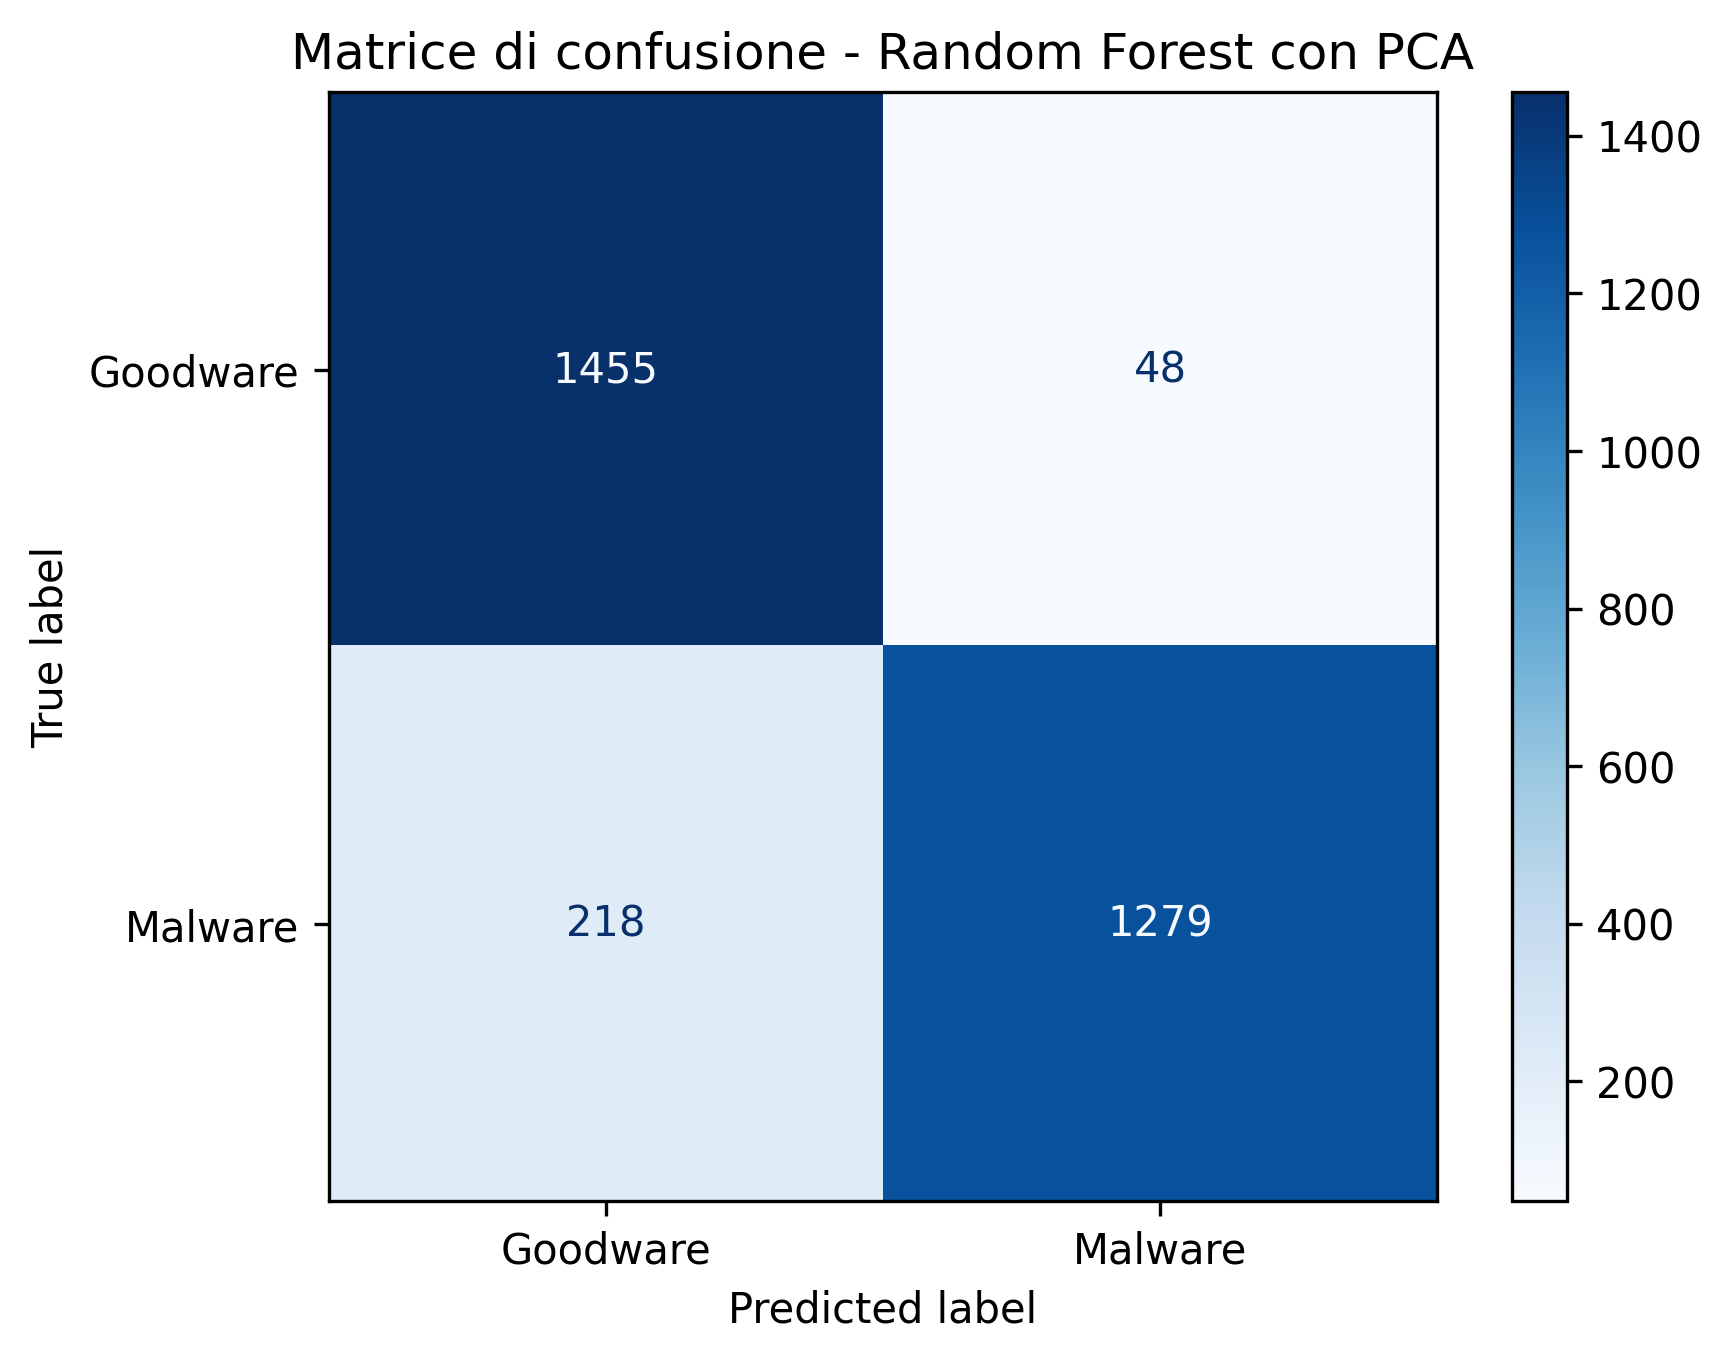 Matrice di confusione - Random Forest con PCA
True label
Goodware
Malware
1455
48
218
1279
Goodware
Malware
Predicted label
1400
1200
1000
800
600
400
200